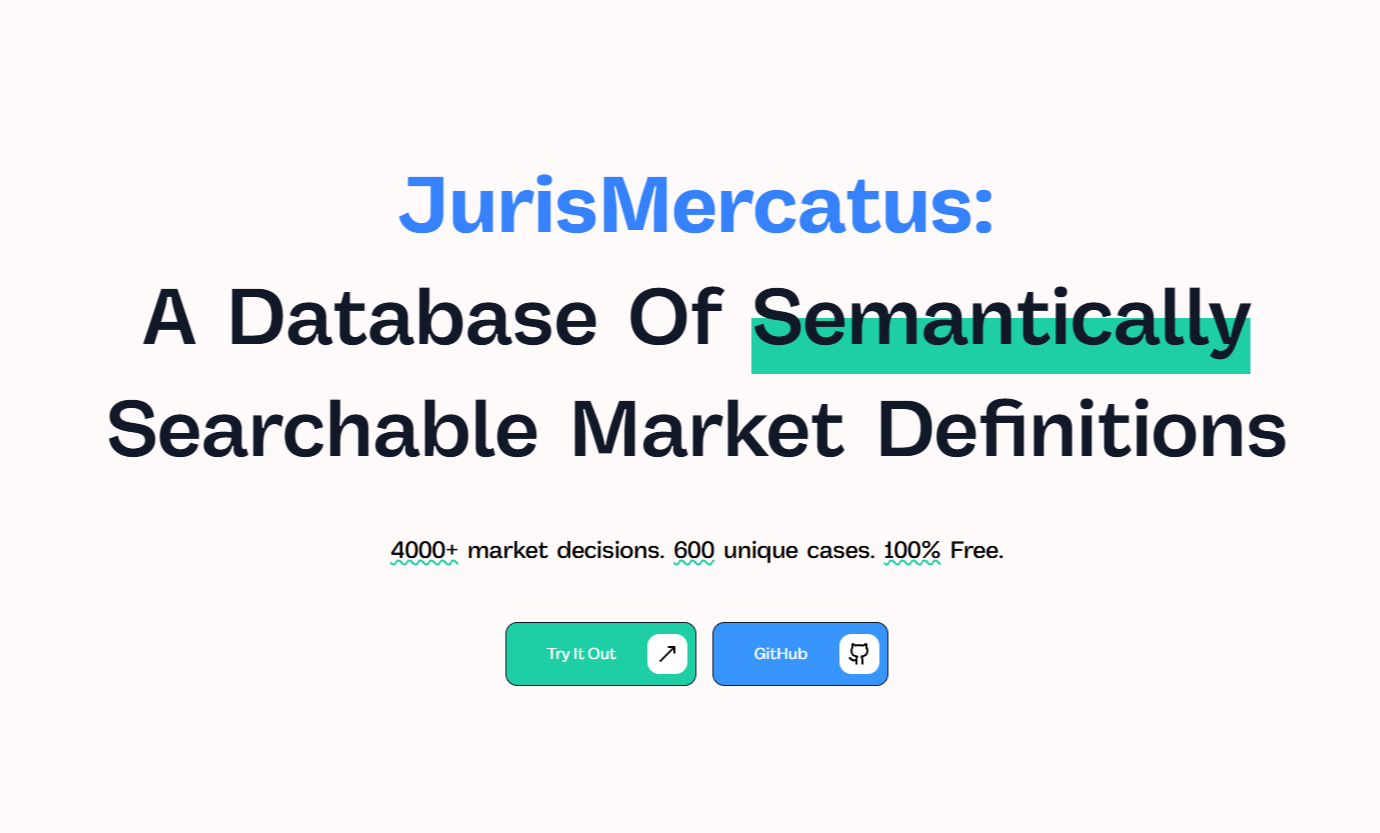 JurisMercatus:
A Database Of Semantically
Searchable Market Definitions
4000+ market decisions. 600 unique cases. 100% Free.
Try It Out
GitHub